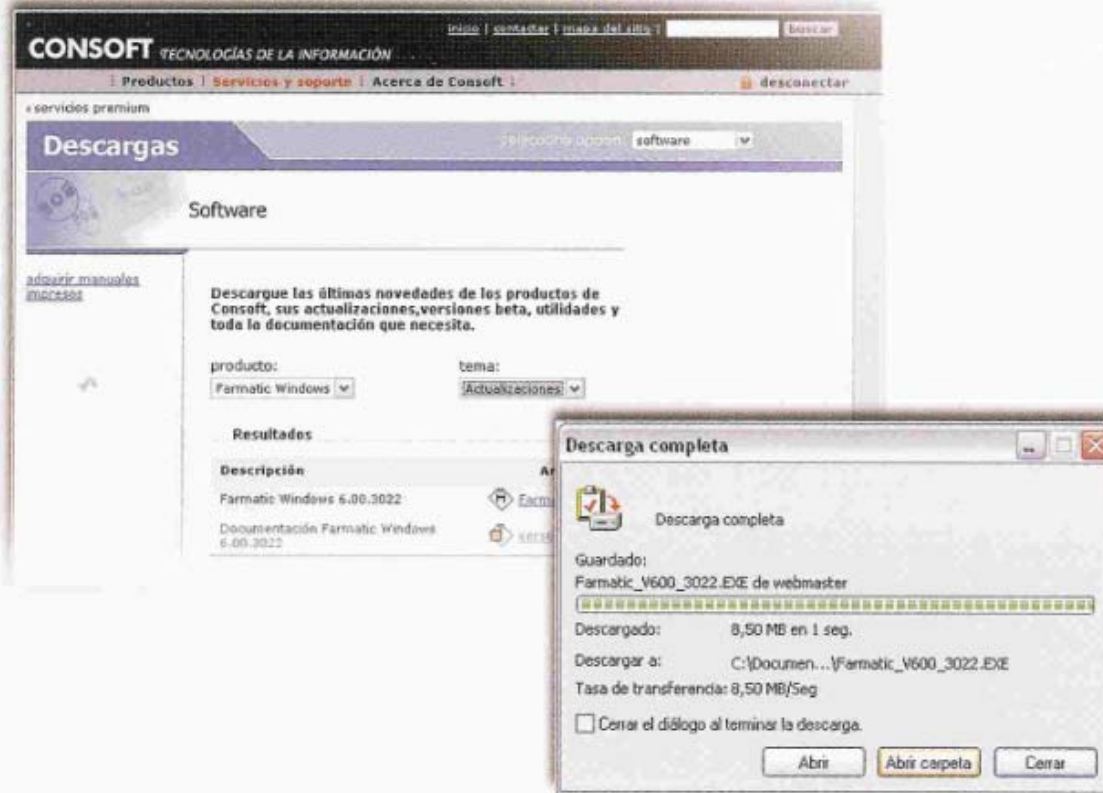 inicio | contactar | mapa del sitio | buscar
CONSOFT TECNOLOGÍAS DE LA INFORMACIÓN
| Productos | Servicios y soporte | Acerca de Consoft | desconectar
« servicios premium
Descargas software
Software
adquirir manuales
impresos
Descargue las últimas novedades de los productos de
Consoft, sus actualizaciones,versiones beta, utilidades y
toda la documentación que necesita.
producto: tema:
Farmatic Windows Actualizaciones
Resultados
Descripción
Farmatic Windows 6.00.3022
Documentación Farmatic Windows
6.00.3022
Descarga completa
Descarga completa
Guardado:
Farmatic_V600_3022.EXE de webmaster
Descargado: 8,50 MB en 1 seg.
Descargar a: C:\Documen...\Farmatic_V600_3022.EXE
Tasa de transferencia: 8,50 MB/Seg
Cerrar el diálogo al terminar la descarga.
Abrir Abrir carpeta Cerrar